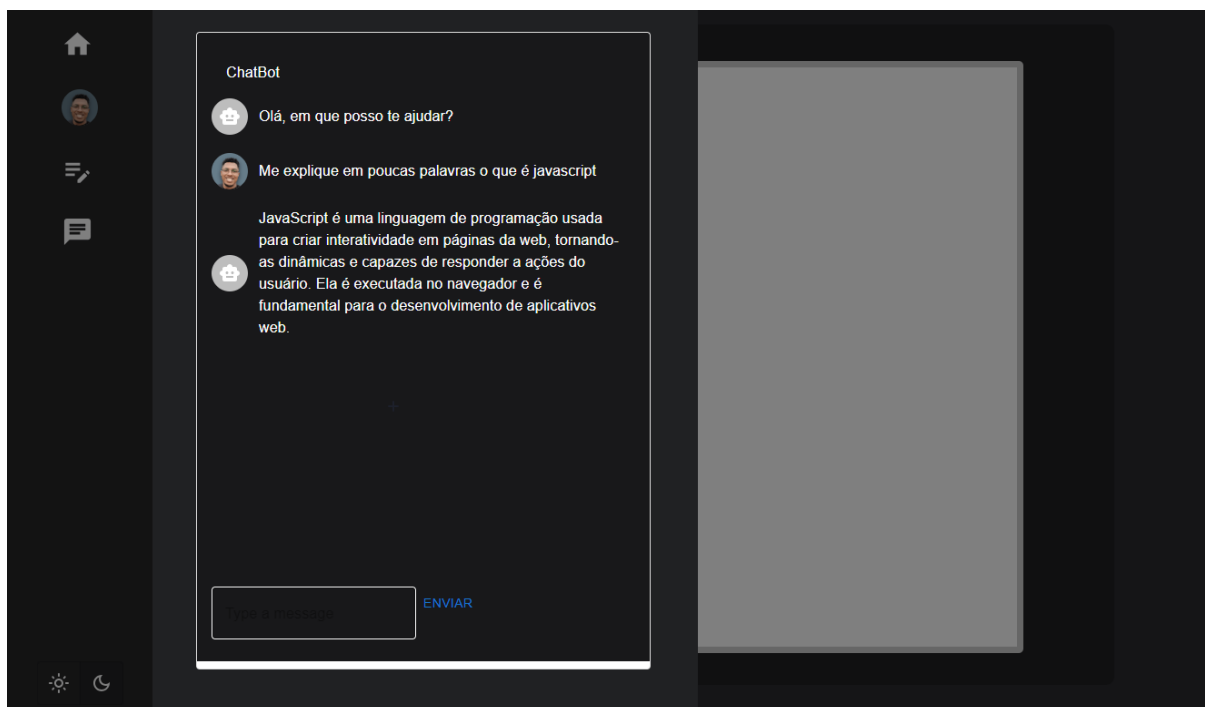 ChatBot
Olá, em que posso te ajudar?
Me explique em poucas palavras o que é javascript
JavaScript é uma linguagem de programação usada
para criar interatividade em páginas da web, tornando-
as dinâmicas e capazes de responder a ações do
usuário. Ela é executada no navegador e é
fundamental para o desenvolvimento de aplicativos
web.
+
Type a message
ENVIAR